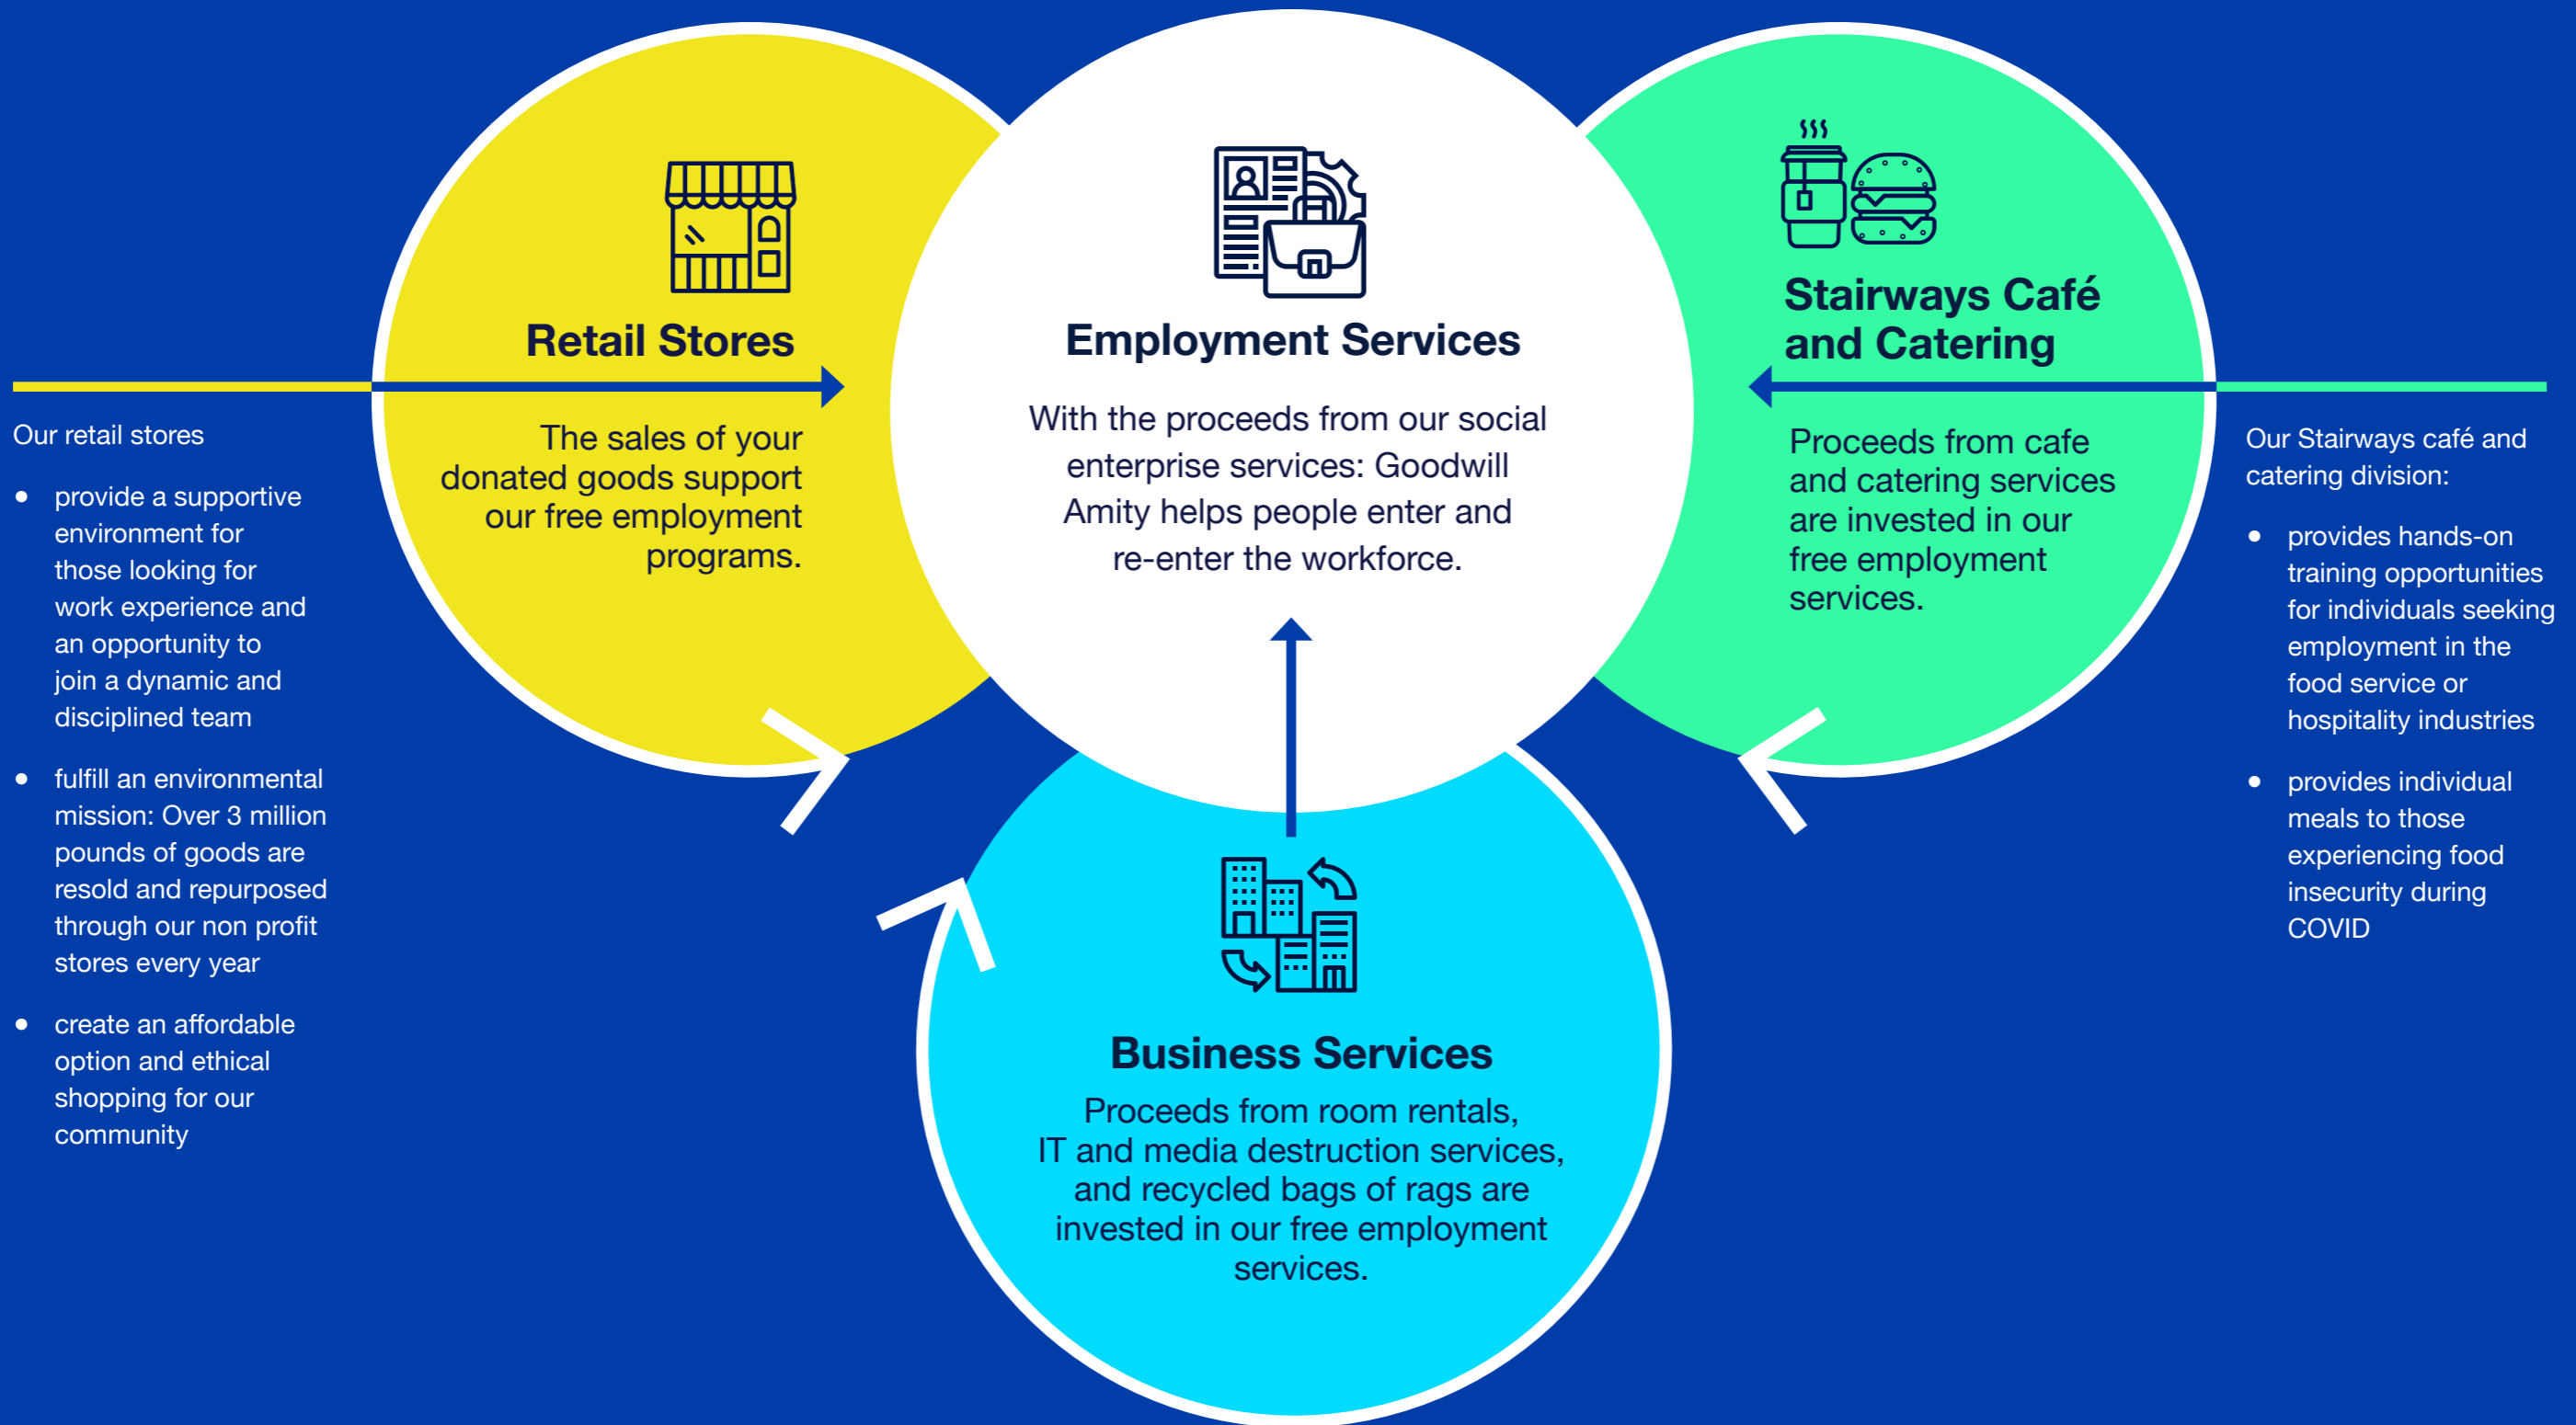 Retail Stores
The sales of your
donated goods support
our free employment
programs.
Our retail stores
• provide a supportive
environment for
those looking for
work experience and
an opportunity to
join a dynamic and
disciplined team
• fulfill an environmental
mission: Over 3 million
pounds of goods are
resold and repurposed
through our non profit
stores every year
• create an affordable
option and ethical
shopping for our
community
Employment Services
With the proceeds from our social
enterprise services: Goodwill
Amity helps people enter and
re-enter the workforce.
Stairways Café
and Catering
Proceeds from cafe
and catering services
are invested in our
free employment
services.
Our Stairways café and
catering division:
• provides hands-on
training opportunities
for individuals seeking
employment in the
food service or
hospitality industries
• provides individual
meals to those
experiencing food
insecurity during
COVID
Business Services
Proceeds from room rentals,
IT and media destruction services,
and recycled bags of rags are
invested in our free employment
services.